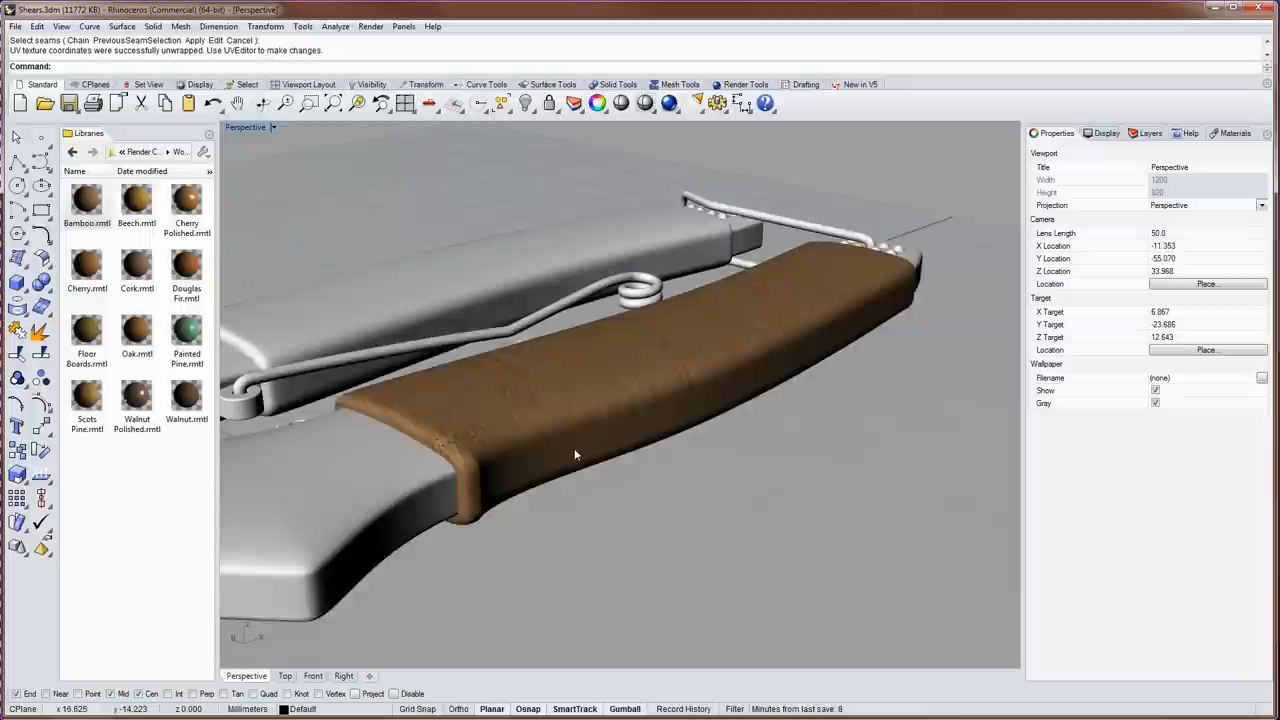 Shears.3dm (11772 KB) - Rhinoceros (Commercial) (64-bit) - [Perspective]
File Edit View Curve Surface Solid Mesh Dimension Transform Tools Analyze Render Panels Help
Select seams ( Chain PreviousSeamSelection Apply Edit Cancel ):
UV texture coordinates were successfully unwrapped. Use UVEditor to make changes.
Command:
Standard CPlanes Set View Display Select Viewport Layout Visibility Transform Curve Tools Surface Tools Solid Tools Mesh Tools Render Tools Drafting New in V5
Libraries
« Render C... Wo...
Name Date modified »
Bamboo.rmtl Beech.rmtl Cherry Polished.rmtl
Cherry.rmtl Cork.rmtl Douglas Fir.rmtl
Floor Boards.rmtl Oak.rmtl Painted Pine.rmtl
Scots Pine.rmtl Walnut Polished.rmtl Walnut.rmtl
Perspective
Properties Display Layers Help Materials
Viewport
Title Perspective
Width 1200
Height 820
Projection Perspective
Camera
Lens Length 50.0
X Location -11.353
Y Location -55.070
Z Location 33.968
Location Place...
Target
X Target 6.867
Y Target -23.686
Z Target 12.643
Location Place...
Wallpaper
Filename (none) ...
Show
Gray
Perspective Top Front Right
End Near Point Mid Cen Int Perp Tan Quad Knot Vertex Project Disable
CPlane x 16.625 y -14.223 z 0.000 Millimeters Default Grid Snap Ortho Planar Osnap SmartTrack Gumball Record History Filter Minutes from last save: 8